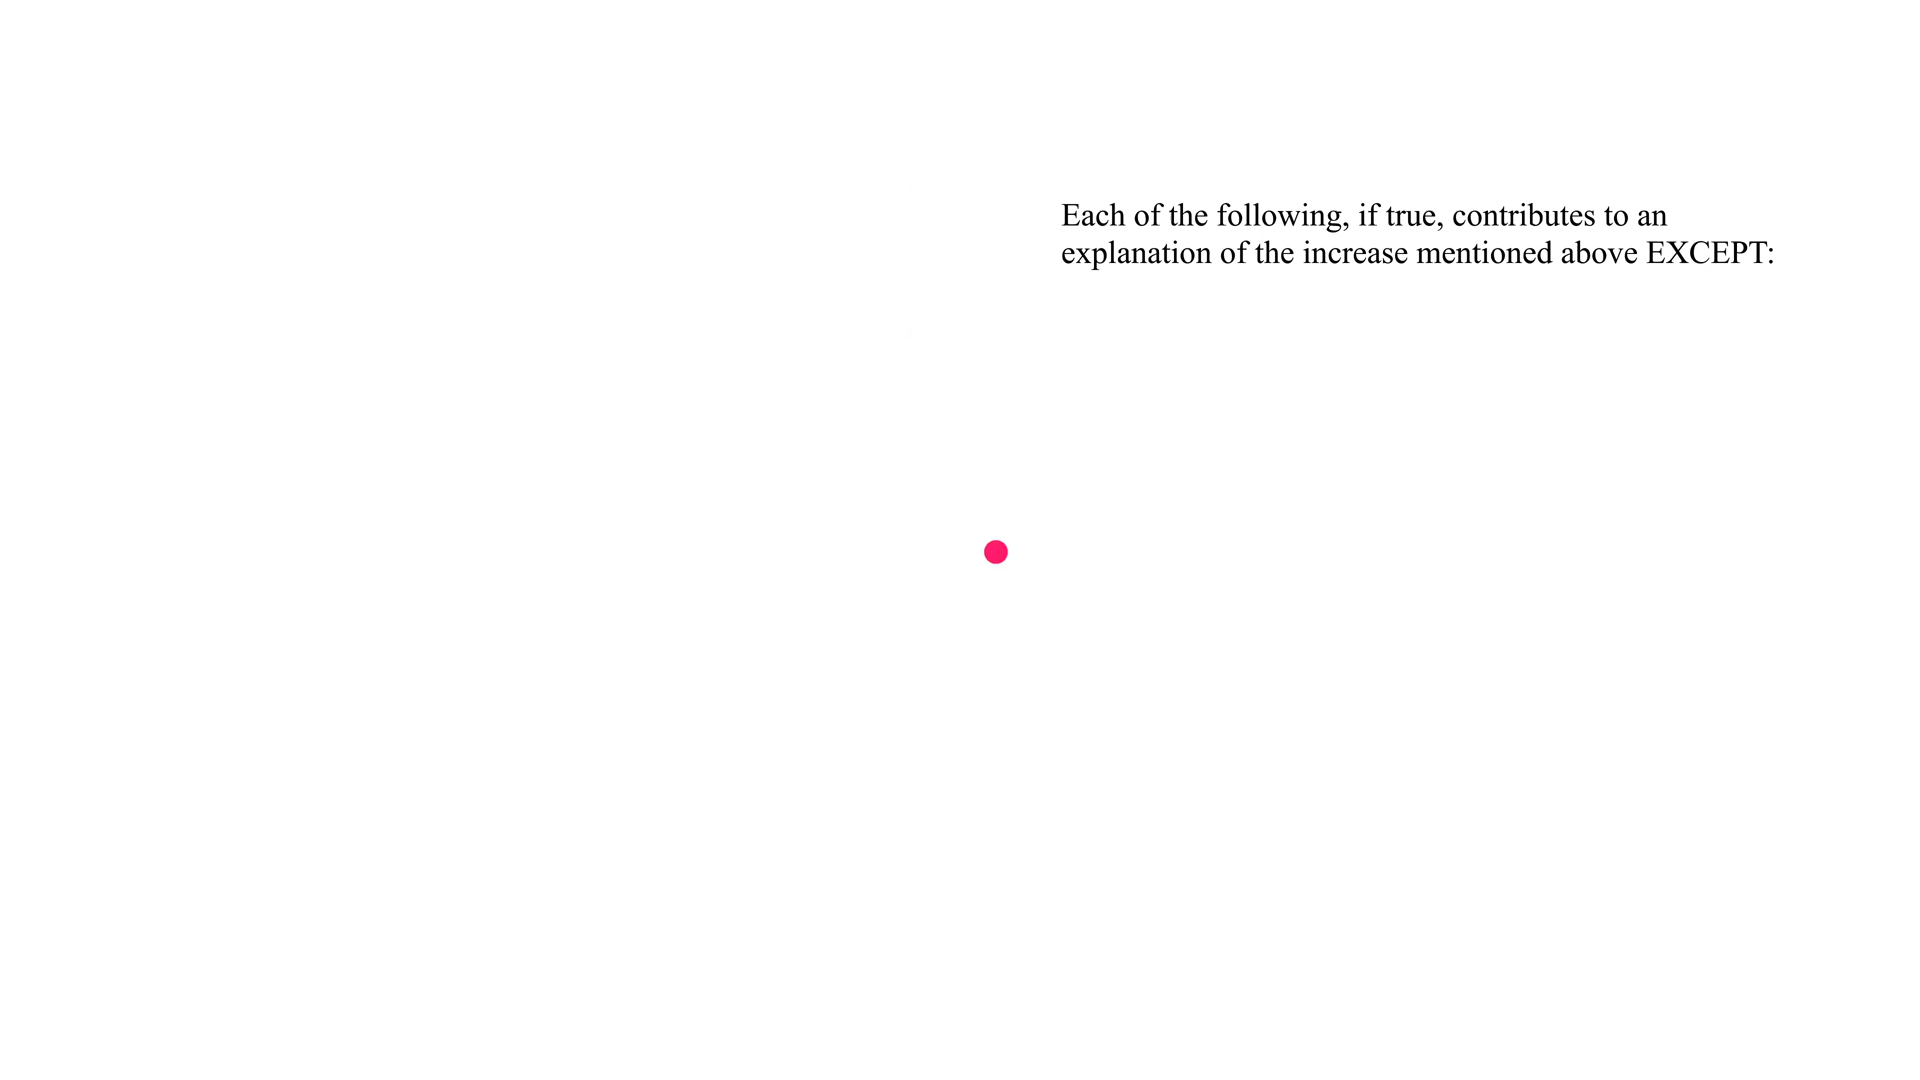 Each of the following, if true, contributes to an
explanation of the increase mentioned above EXCEPT: